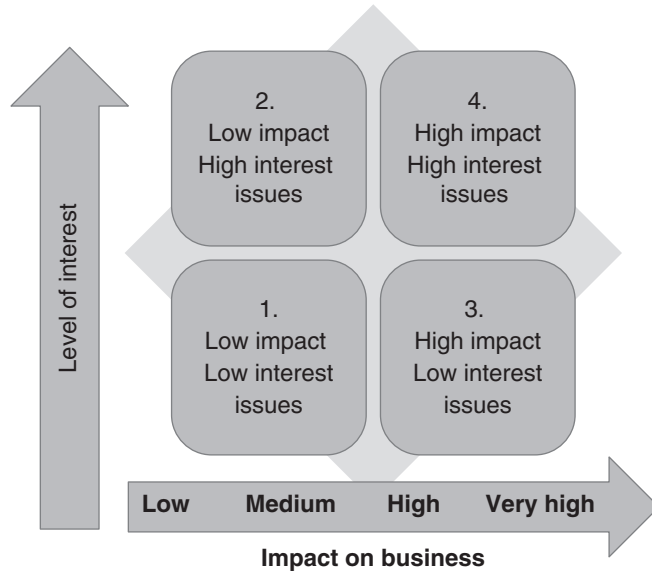 Level of interest
2.
Low impact
High interest
issues
4.
High impact
High interest
issues
1.
Low impact
Low interest
issues
3.
High impact
Low interest
issues
Low Medium High Very high
Impact on business